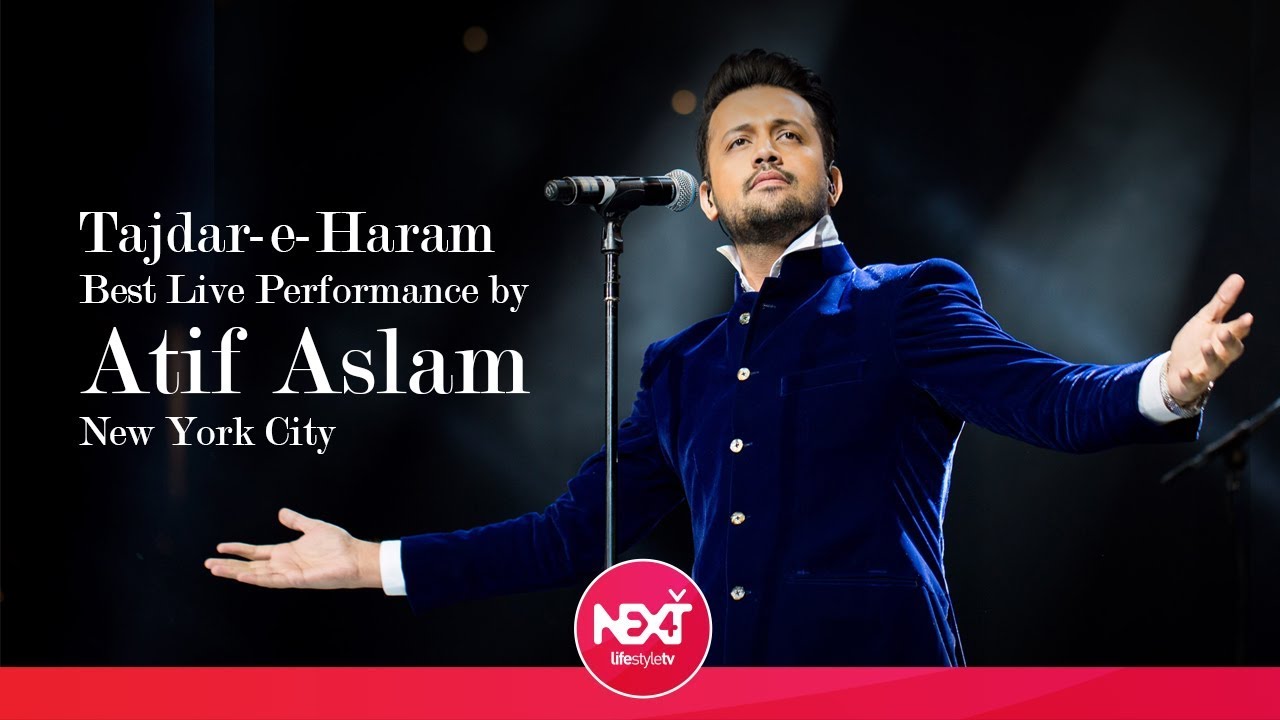 Tajdar-e-Haram
Best Live Performance by
Atif Aslam
New York City
NEXT
lifestyletv